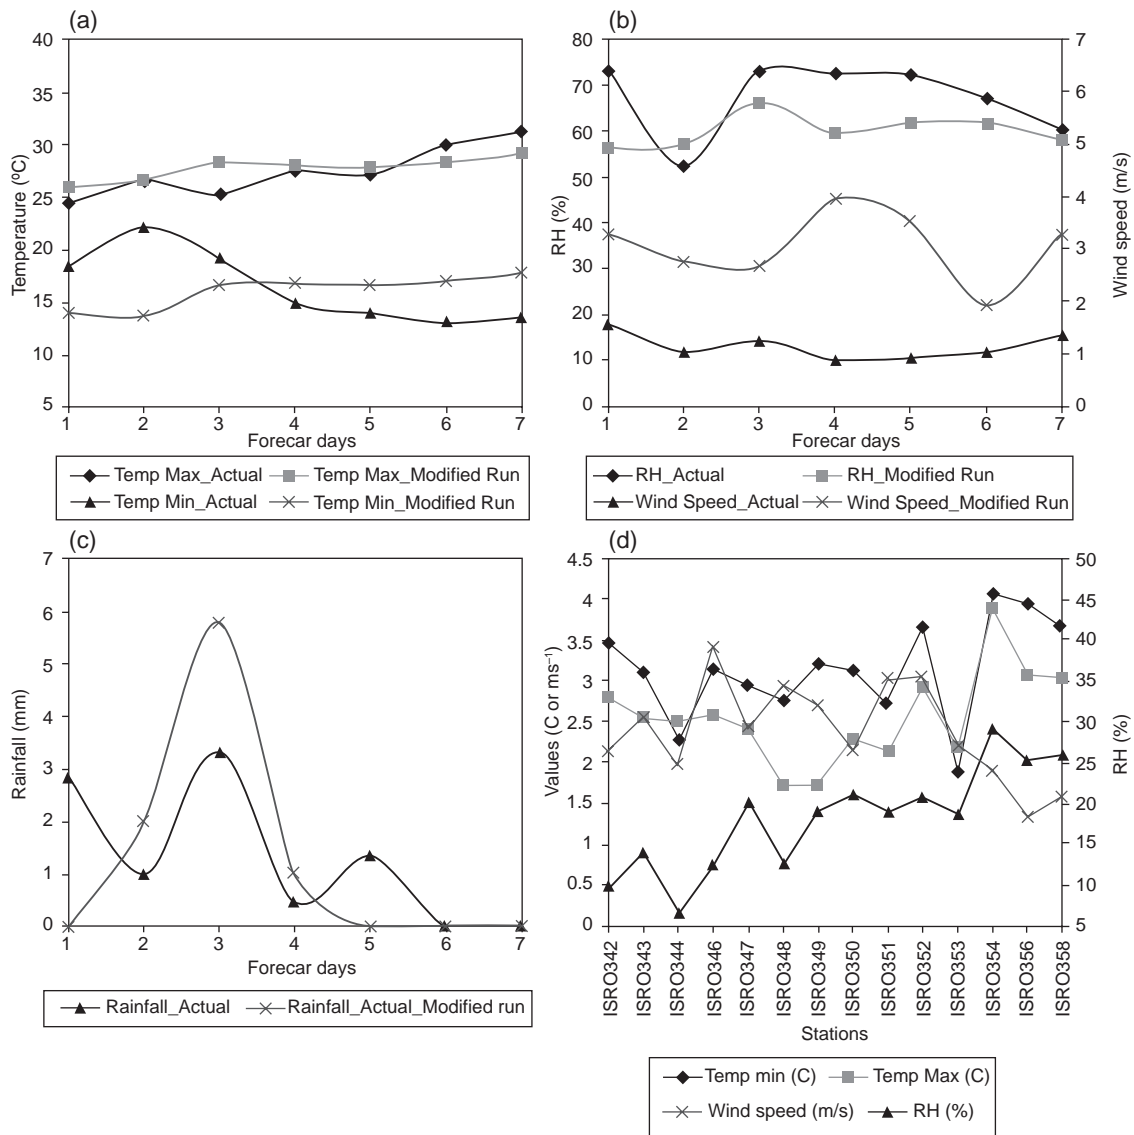 (a)
40
35
30
25
20
15
10
5
Temperature (ºC)
1 2 3 4 5 6 7
Forecar days
Temp Max_Actual Temp Max_Modified Run
Temp Min_Actual Temp Min_Modified Run
(b)
80
70
60
50
40
30
20
10
0
RH (%)
7
6
5
4
3
2
1
0
Wind speed (m/s)
1 2 3 4 5 6 7
Forecar days
RH_Actual RH_Modified Run
Wind Speed_Actual Wind Speed_Modified Run
(c)
7
6
5
4
3
2
1
0
Rainfall (mm)
1 2 3 4 5 6 7
Forecar days
Rainfall_Actual Rainfall_Actual_Modified run
(d)
4.5
4
3.5
3
2.5
2
1.5
1
0.5
0
Values (C or ms⁻¹)
50
45
40
35
30
25
20
15
10
5
RH (%)
ISRO342
ISRO343
ISRO344
ISRO346
ISRO347
ISRO348
ISRO349
ISRO350
ISRO351
ISRO352
ISRO353
ISRO354
ISRO356
ISRO358
Stations
Temp min (C) Temp Max (C)
Wind speed (m/s) RH (%)